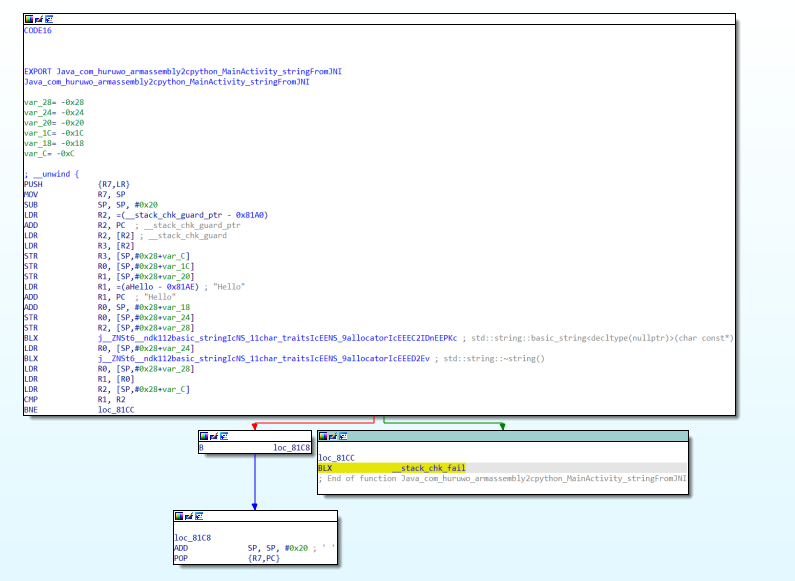 CODE16
EXPORT Java_com_huruwo_armassembly2cpython_MainActivity_stringFromJNI
Java_com_huruwo_armassembly2cpython_MainActivity_stringFromJNI
var_28= -0x28
var_24= -0x24
var_20= -0x20
var_1C= -0x1C
var_18= -0x18
var_C= -0xC
; __unwind {
PUSH {R7,LR}
MOV R7, SP
SUB SP, SP, #0x20
LDR R2, =(__stack_chk_guard_ptr - 0x81A0)
ADD R2, PC ; __stack_chk_guard_ptr
LDR R2, [R2] ; __stack_chk_guard
LDR R3, [R2]
STR R3, [SP,#0x28+var_C]
STR R0, [SP,#0x28+var_1C]
STR R1, [SP,#0x28+var_20]
LDR R1, =(aHello - 0x81AE) ; "Hello"
ADD R1, PC ; "Hello"
ADD R0, SP, #0x28+var_18
STR R0, [SP,#0x28+var_24]
STR R2, [SP,#0x28+var_28]
BLX j__ZNSt6__ndk112basic_stringIcNS_11char_traitsIcEENS_9allocatorIcEEEC2IDnEEPKc ; std::string::basic_string<decltype(nullptr)>(char const*)
LDR R0, [SP,#0x28+var_24]
BLX j__ZNSt6__ndk112basic_stringIcNS_11char_traitsIcEENS_9allocatorIcEEED2Ev ; std::string::~string()
LDR R0, [SP,#0x28+var_28]
LDR R1, [R0]
LDR R2, [SP,#0x28+var_C]
CMP R1, R2
BNE loc_81CC
B loc_81C8
loc_81CC
BLX __stack_chk_fail
; End of function Java_com_huruwo_armassembly2cpython_MainActivity_stringFromJNI
loc_81C8
ADD SP, SP, #0x20 ; ' '
POP {R7,PC}